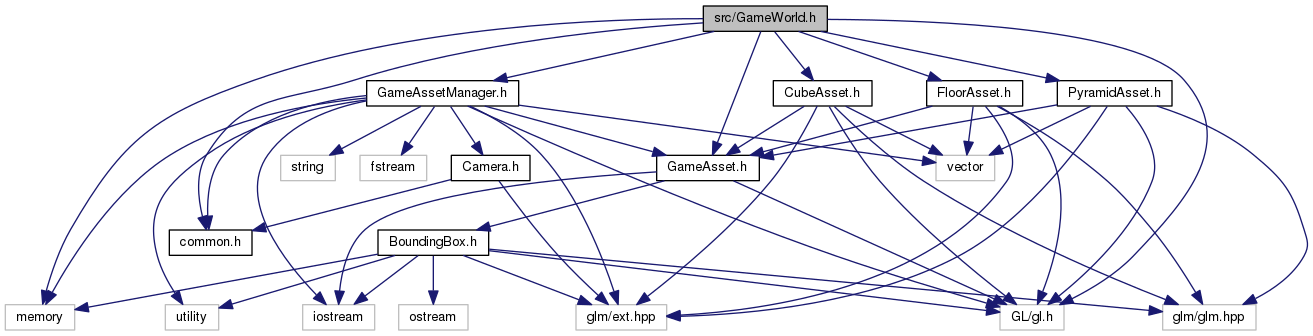 src/GameWorld.h
GameAssetManager.h
CubeAsset.h
FloorAsset.h
PyramidAsset.h
string
fstream
Camera.h
GameAsset.h
vector
common.h
BoundingBox.h
memory
utility
iostream
ostream
glm/ext.hpp
GL/gl.h
glm/glm.hpp